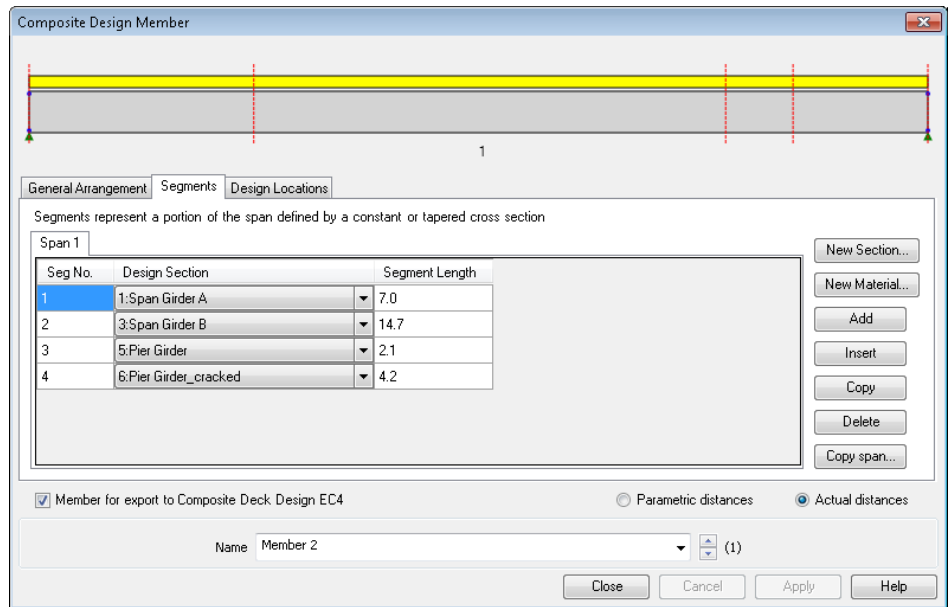 Composite Design Member
1
General Arrangement Segments Design Locations
Segments represent a portion of the span defined by a constant or tapered cross section
Span 1
New Section...
Seg No. Design Section Segment Length
New Material...
1 1:Span Girder A 7.0
Add
2 3:Span Girder B 14.7
3 5:Pier Girder 2.1
Insert
4 6:Pier Girder_cracked 4.2
Copy
Delete
Copy span...
Member for export to Composite Deck Design EC4 Parametric distances Actual distances
Name Member 2 (1)
Close Cancel Apply Help